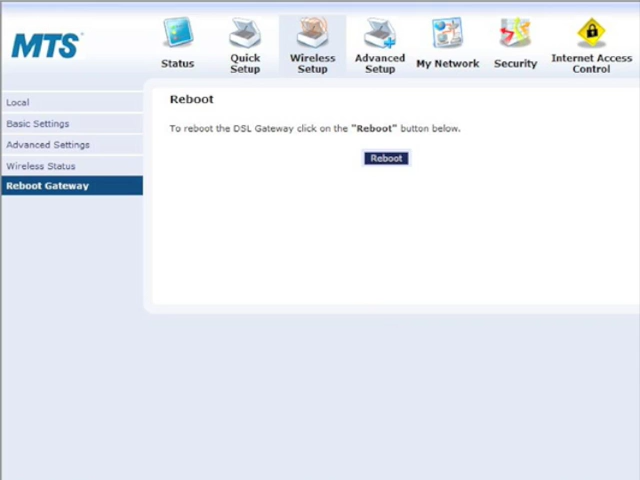 MTS
Status
Quick
Setup
Wireless
Setup
Advanced
Setup
My Network
Security
Internet Access
Control
Local
Basic Settings
Advanced Settings
Wireless Status
Reboot Gateway
Reboot
To reboot the DSL Gateway click on the "Reboot" button below.
Reboot